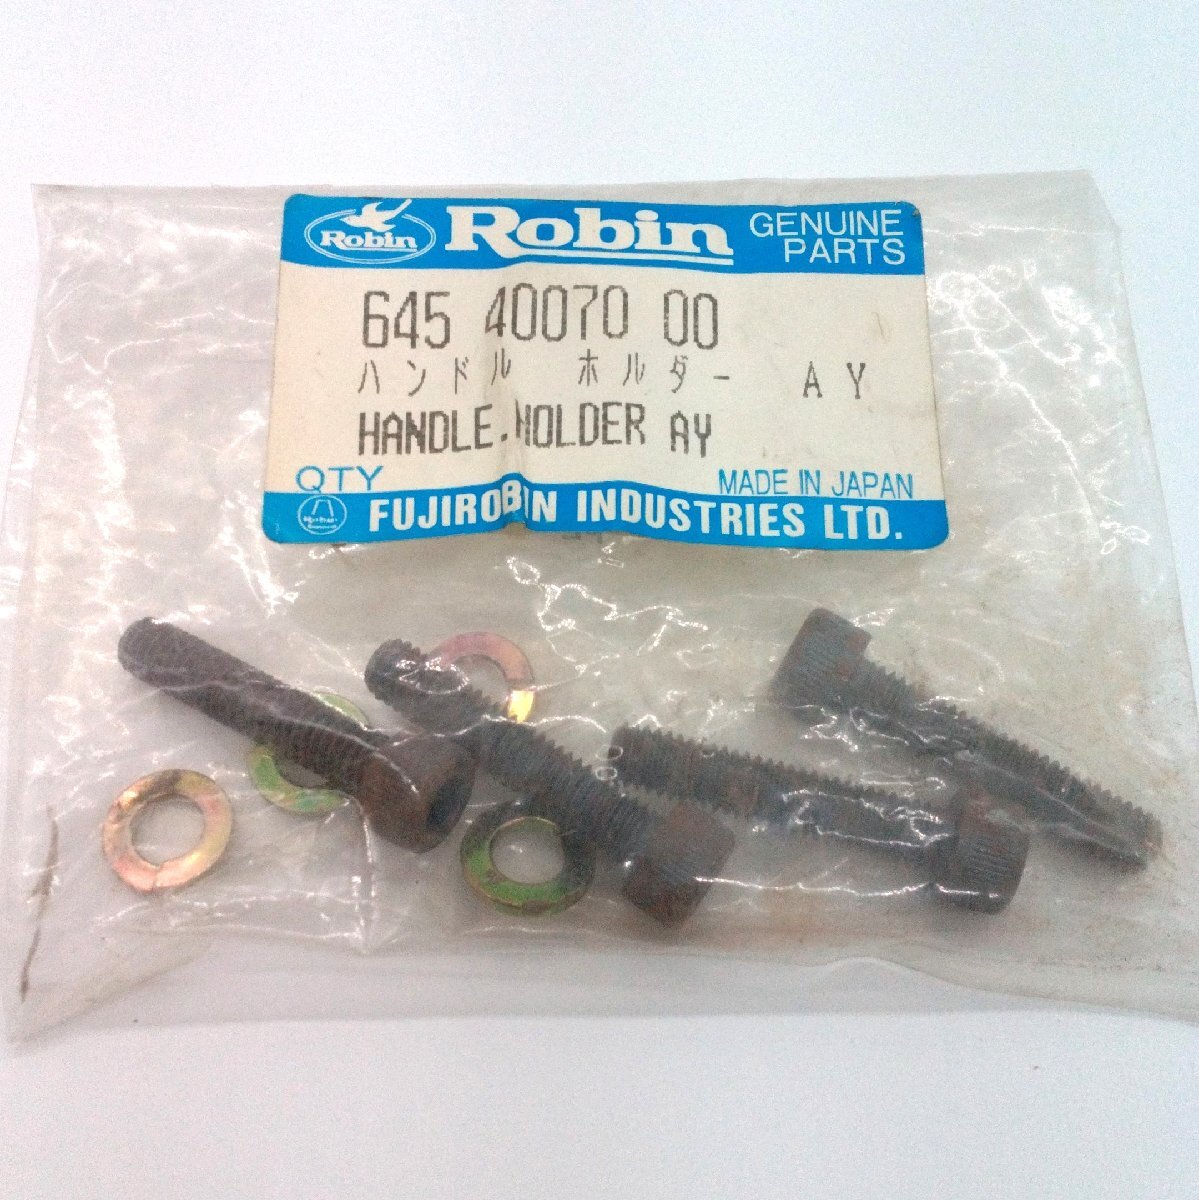 Robin Robin GENUINE PARTS
645 40070 00
ハンドル ホルダー AY
HANDLE.HOLDER AY
QTY MADE IN JAPAN
FUJIROBIN INDUSTRIES LTD.